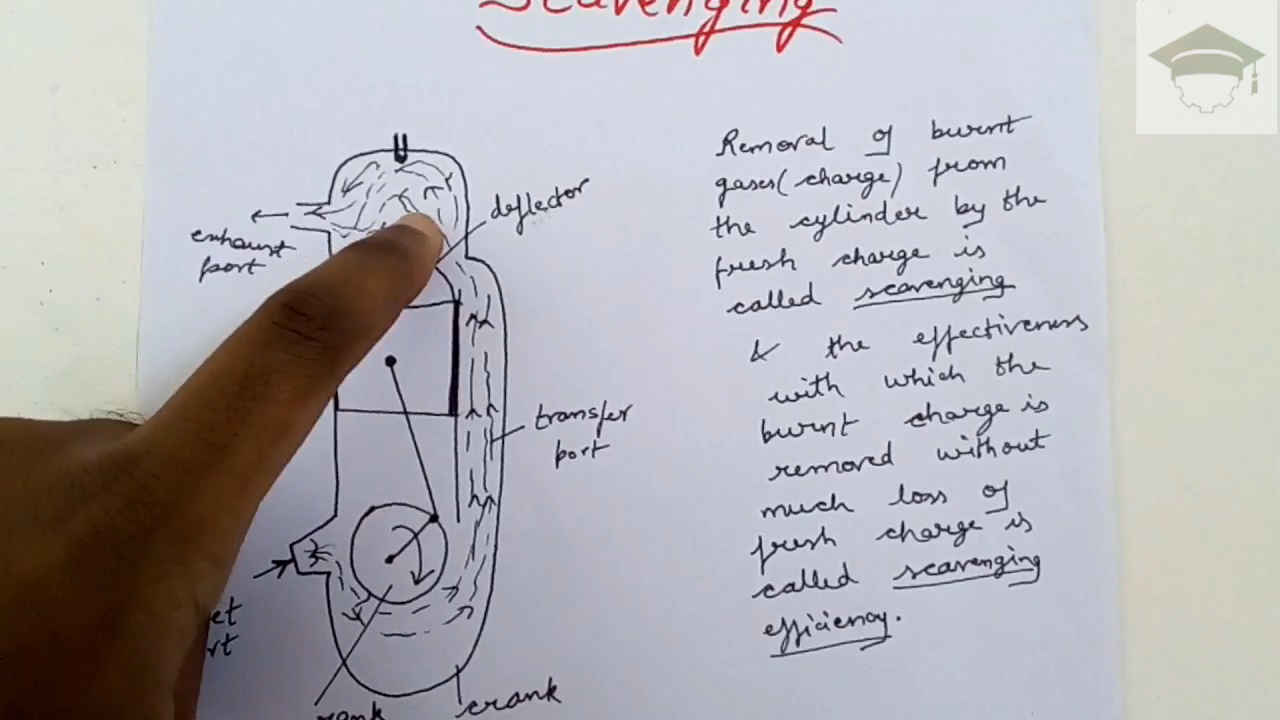 Scavenging
Removal of burnt
gases(charge) from
the cylinder by the
fresh charge is
called scavenging
& the effectiveness
with which the
burnt charge is
removed without
much loss of
fresh charge is
called scavenging
efficiency.
deflector
exhaust
port
transfer
port
crank